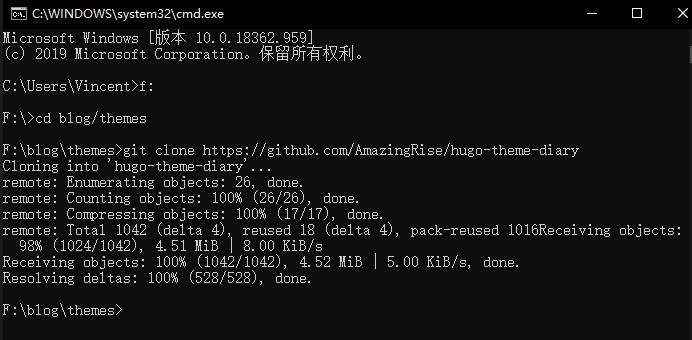 C:\WINDOWS\system32\cmd.exe
Microsoft Windows [版本 10.0.18362.959]
(c) 2019 Microsoft Corporation。保留所有权利。
C:\Users\Vincent>f:
F:\>cd blog/themes
F:\blog\themes>git clone https://github.com/AmazingRise/hugo-theme-diary
Cloning into 'hugo-theme-diary'...
remote: Enumerating objects: 26, done.
remote: Counting objects: 100% (26/26), done.
remote: Compressing objects: 100% (17/17), done.
remote: Total 1042 (delta 4), reused 18 (delta 4), pack-reused 1016Receiving objects:
98% (1024/1042), 4.51 MiB | 8.00 KiB/s
Receiving objects: 100% (1042/1042), 4.52 MiB | 5.00 KiB/s, done.
Resolving deltas: 100% (528/528), done.
F:\blog\themes>